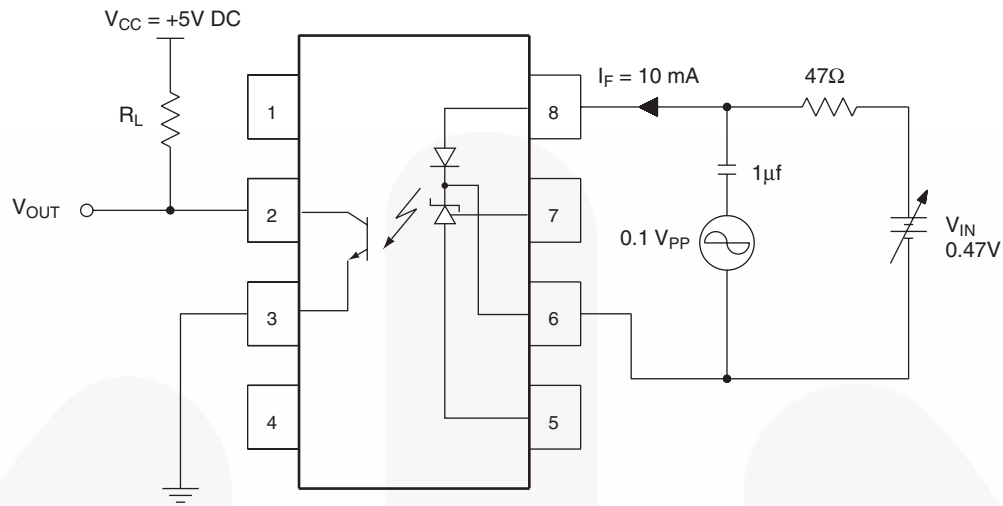 V_CC = +5V DC
R_L
V_OUT
1
2
3
4
8
7
6
5
I_F = 10 mA
47Ω
1μf
0.1 V_PP
V_IN
0.47V